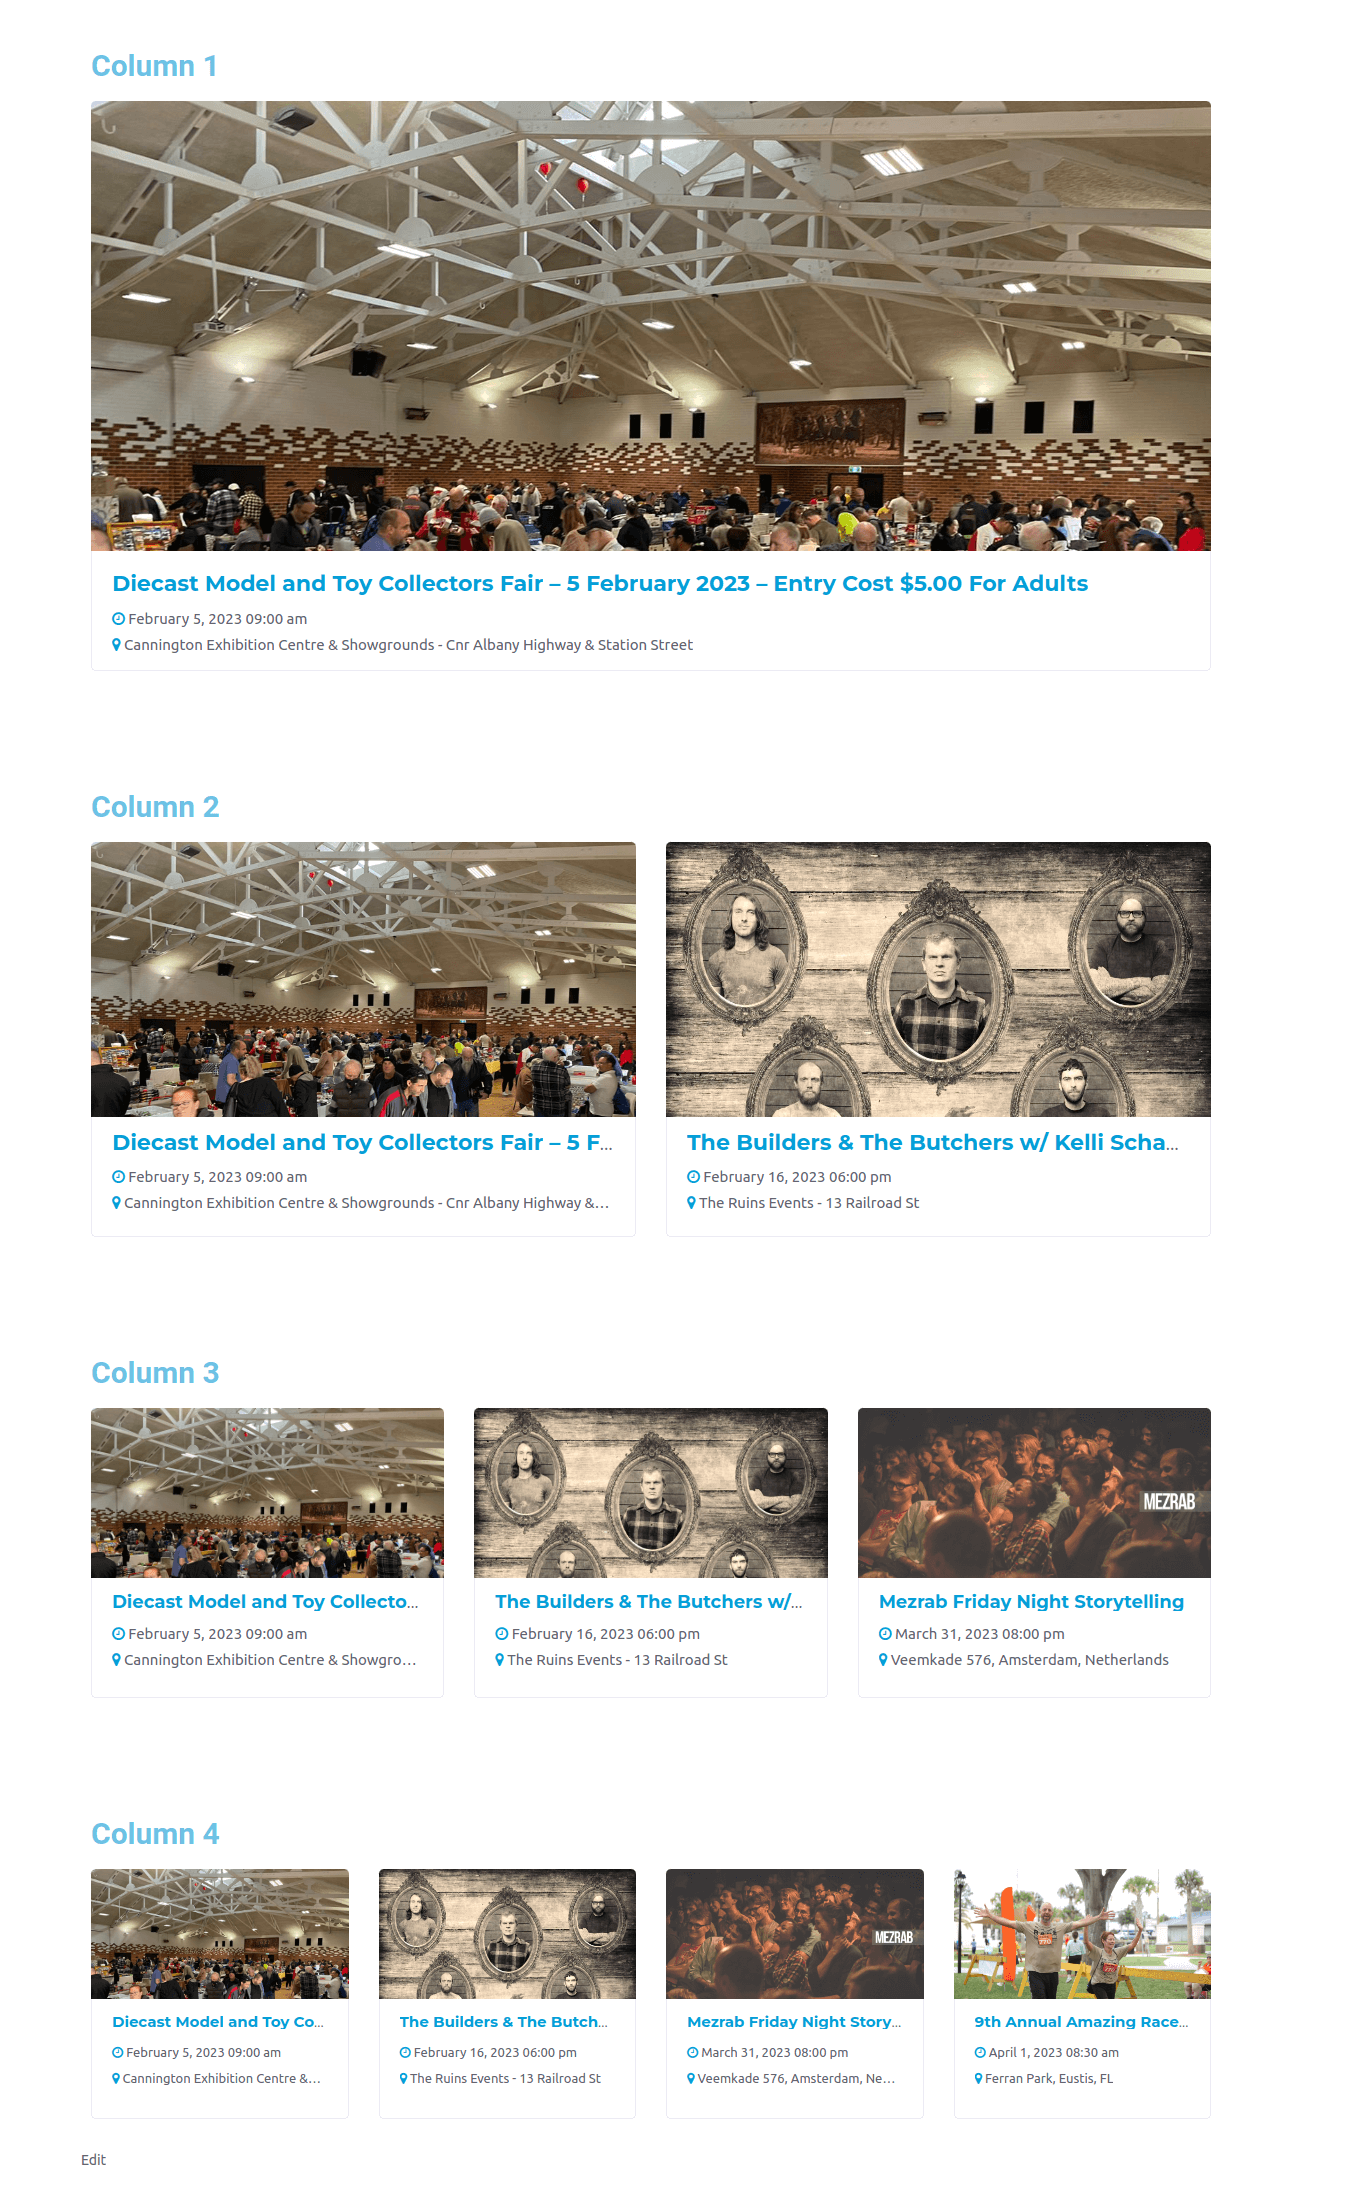 Column 1
Diecast Model and Toy Collectors Fair – 5 February 2023 – Entry Cost $5.00 For Adults
February 5, 2023 09:00 am
Cannington Exhibition Centre & Showgrounds - Cnr Albany Highway & Station Street
Column 2
Diecast Model and Toy Collectors Fair – 5 F...
February 5, 2023 09:00 am
Cannington Exhibition Centre & Showgrounds - Cnr Albany Highway &...
The Builders & The Butchers w/ Kelli Scha...
February 16, 2023 06:00 pm
The Ruins Events - 13 Railroad St
Column 3
Diecast Model and Toy Collecto...
February 5, 2023 09:00 am
Cannington Exhibition Centre & Showgro...
The Builders & The Butchers w/...
February 16, 2023 06:00 pm
The Ruins Events - 13 Railroad St
MEZRAB
Mezrab Friday Night Storytelling
March 31, 2023 08:00 pm
Veemkade 576, Amsterdam, Netherlands
Column 4
Diecast Model and Toy Co...
February 5, 2023 09:00 am
Cannington Exhibition Centre &...
The Builders & The Butch...
February 16, 2023 06:00 pm
The Ruins Events - 13 Railroad St
MEZRAB
Mezrab Friday Night Story...
March 31, 2023 08:00 pm
Veemkade 576, Amsterdam, Ne...
9th Annual Amazing Race...
April 1, 2023 08:30 am
Ferran Park, Eustis, FL
Edit